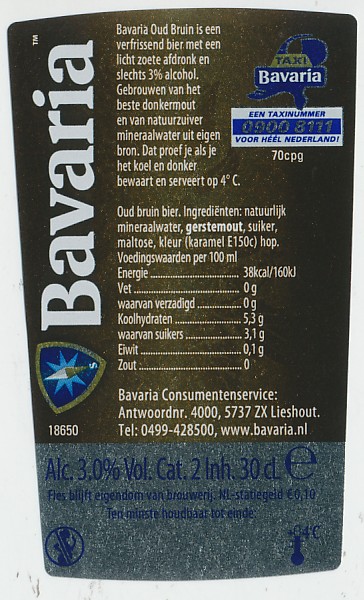 Bavaria™
Bavaria Oud Bruin is een
verfrissend bier met een
licht zoete afdronk en
slechts 3% alcohol.
Gebrouwen van het
beste donkermout
en van natuurzuiver
mineraalwater uit eigen
bron. Dat proef je als je
het koel en donker
bewaart en serveert op 4° C.
TAXI
Bavaria
EEN TAXINUMMER
0900 8111
VOOR HÉÉL NEDERLAND!
70cpg
Oud bruin bier. Ingrediënten: natuurlijk
mineraalwater, gerstemout, suiker,
maltose, kleur (karamel E150c) hop.
Voedingswaarden per 100 ml
Energie 38kcal/160kJ
Vet 0 g
waarvan verzadigd 0 g
Koolhydraten 5,3 g
waarvan suikers 3,1 g
Eiwit 0,1 g
Zout 0
Bavaria Consumentenservice:
Antwoordnr. 4000, 5737 ZX Lieshout.
Tel: 0499-428500, www.bavaria.nl
S
18650
Alc. 3.0% Vol. Cat. 2 Inh. 30 cl. ℮
Fles blijft eigendom van brouwerij. NL-statiegeld €0,10
Ten minste houdbaar tot einde: